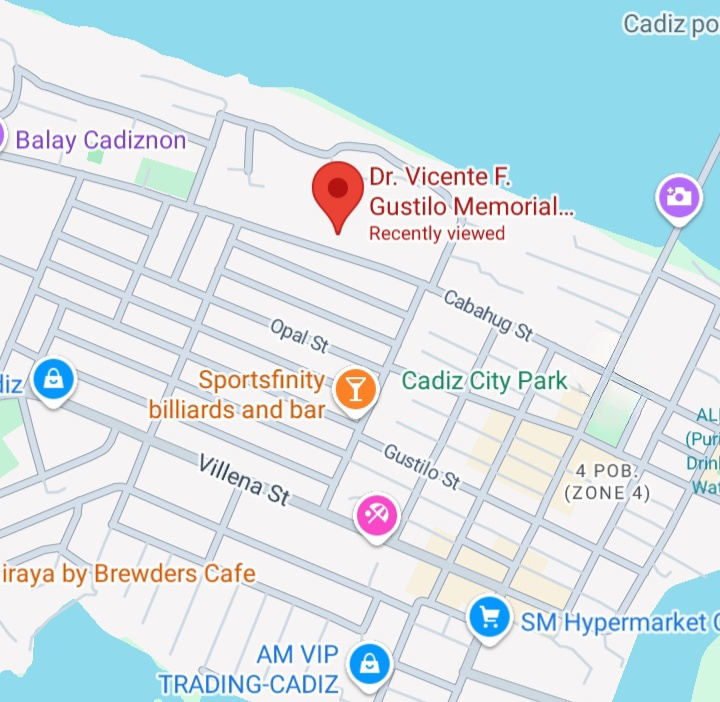 Cadiz po
Balay Cadiznon
Dr. Vicente F.
Gustilo Memorial...
Recently viewed
Cabahug St
Opal St
Sportsfinity
billiards and bar
Cadiz City Park
diz
Gustilo St
4 POB.
(ZONE 4)
AL
(Puri
Drin
Wat
Villena St
iraya by Brewders Cafe
SM Hypermarket C
AM VIP
TRADING-CADIZ